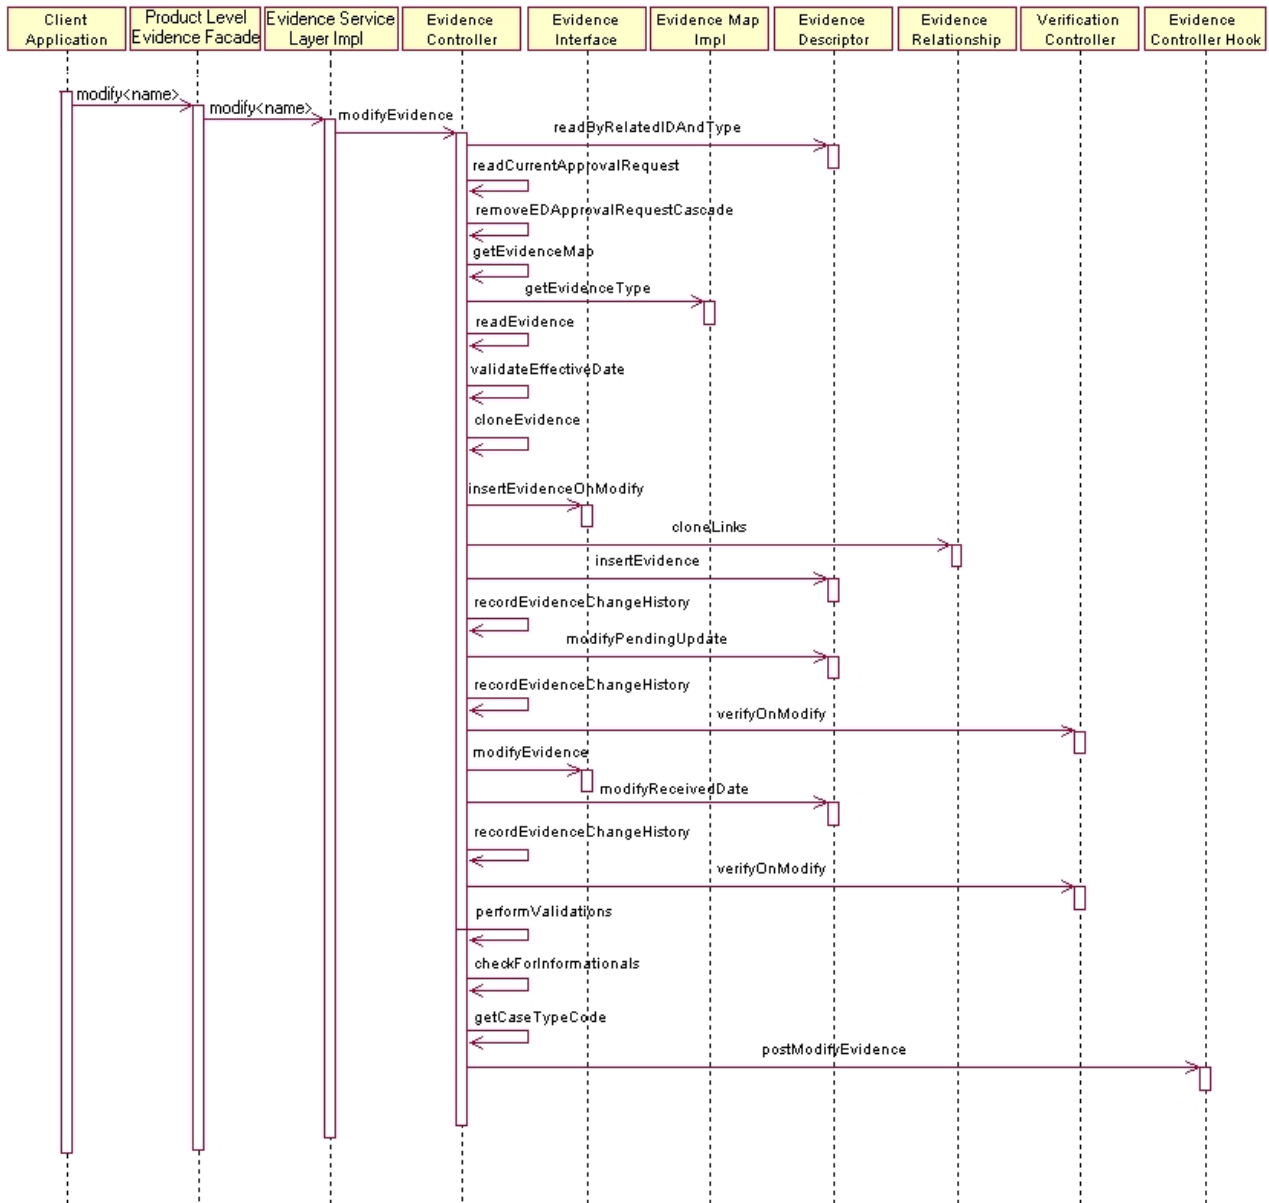 Client
Application
Product Level
Evidence Facade
Evidence Service
Layer Impl
Evidence
Controller
Evidence
Interface
Evidence Map
Impl
Evidence
Descriptor
Evidence
Relationship
Verification
Controller
Evidence
Controller Hook
modify<name>
modify<name>
modifyEvidence
readByRelatedIDAndType
readCurrentApprovalRequest
removeEDApprovalRequestCascade
getEvidenceMap
getEvidenceType
readEvidence
validateEffectiveDate
cloneEvidence
insertEvidenceOnModify
cloneLinks
insertEvidence
recordEvidenceChangeHistory
modifyPendingUpdate
recordEvidenceChangeHistory
verifyOnModify
modifyEvidence
modifyReceivedDate
recordEvidenceChangeHistory
verifyOnModify
performValidations
checkForInformationals
getCaseTypeCode
postModifyEvidence